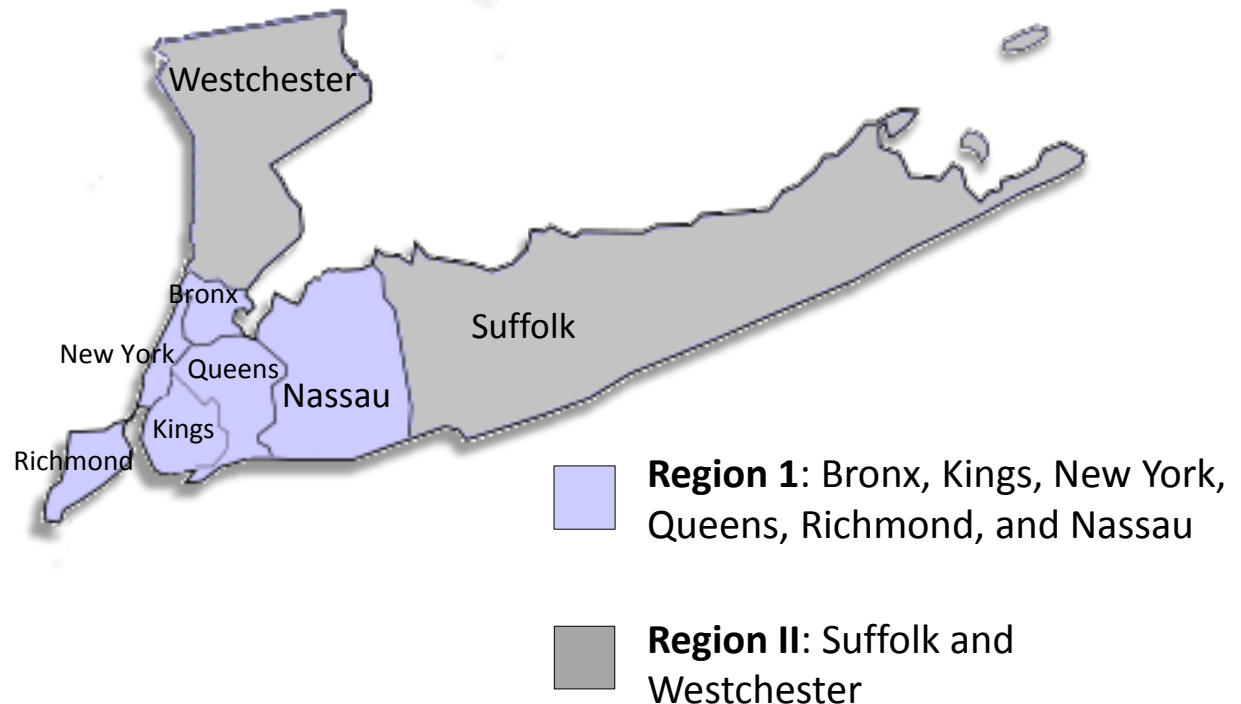 Westchester
Bronx
Suffolk
New York
Queens
Nassau
Kings
Richmond
Region 1: Bronx, Kings, New York,
Queens, Richmond, and Nassau
Region II: Suffolk and
Westchester